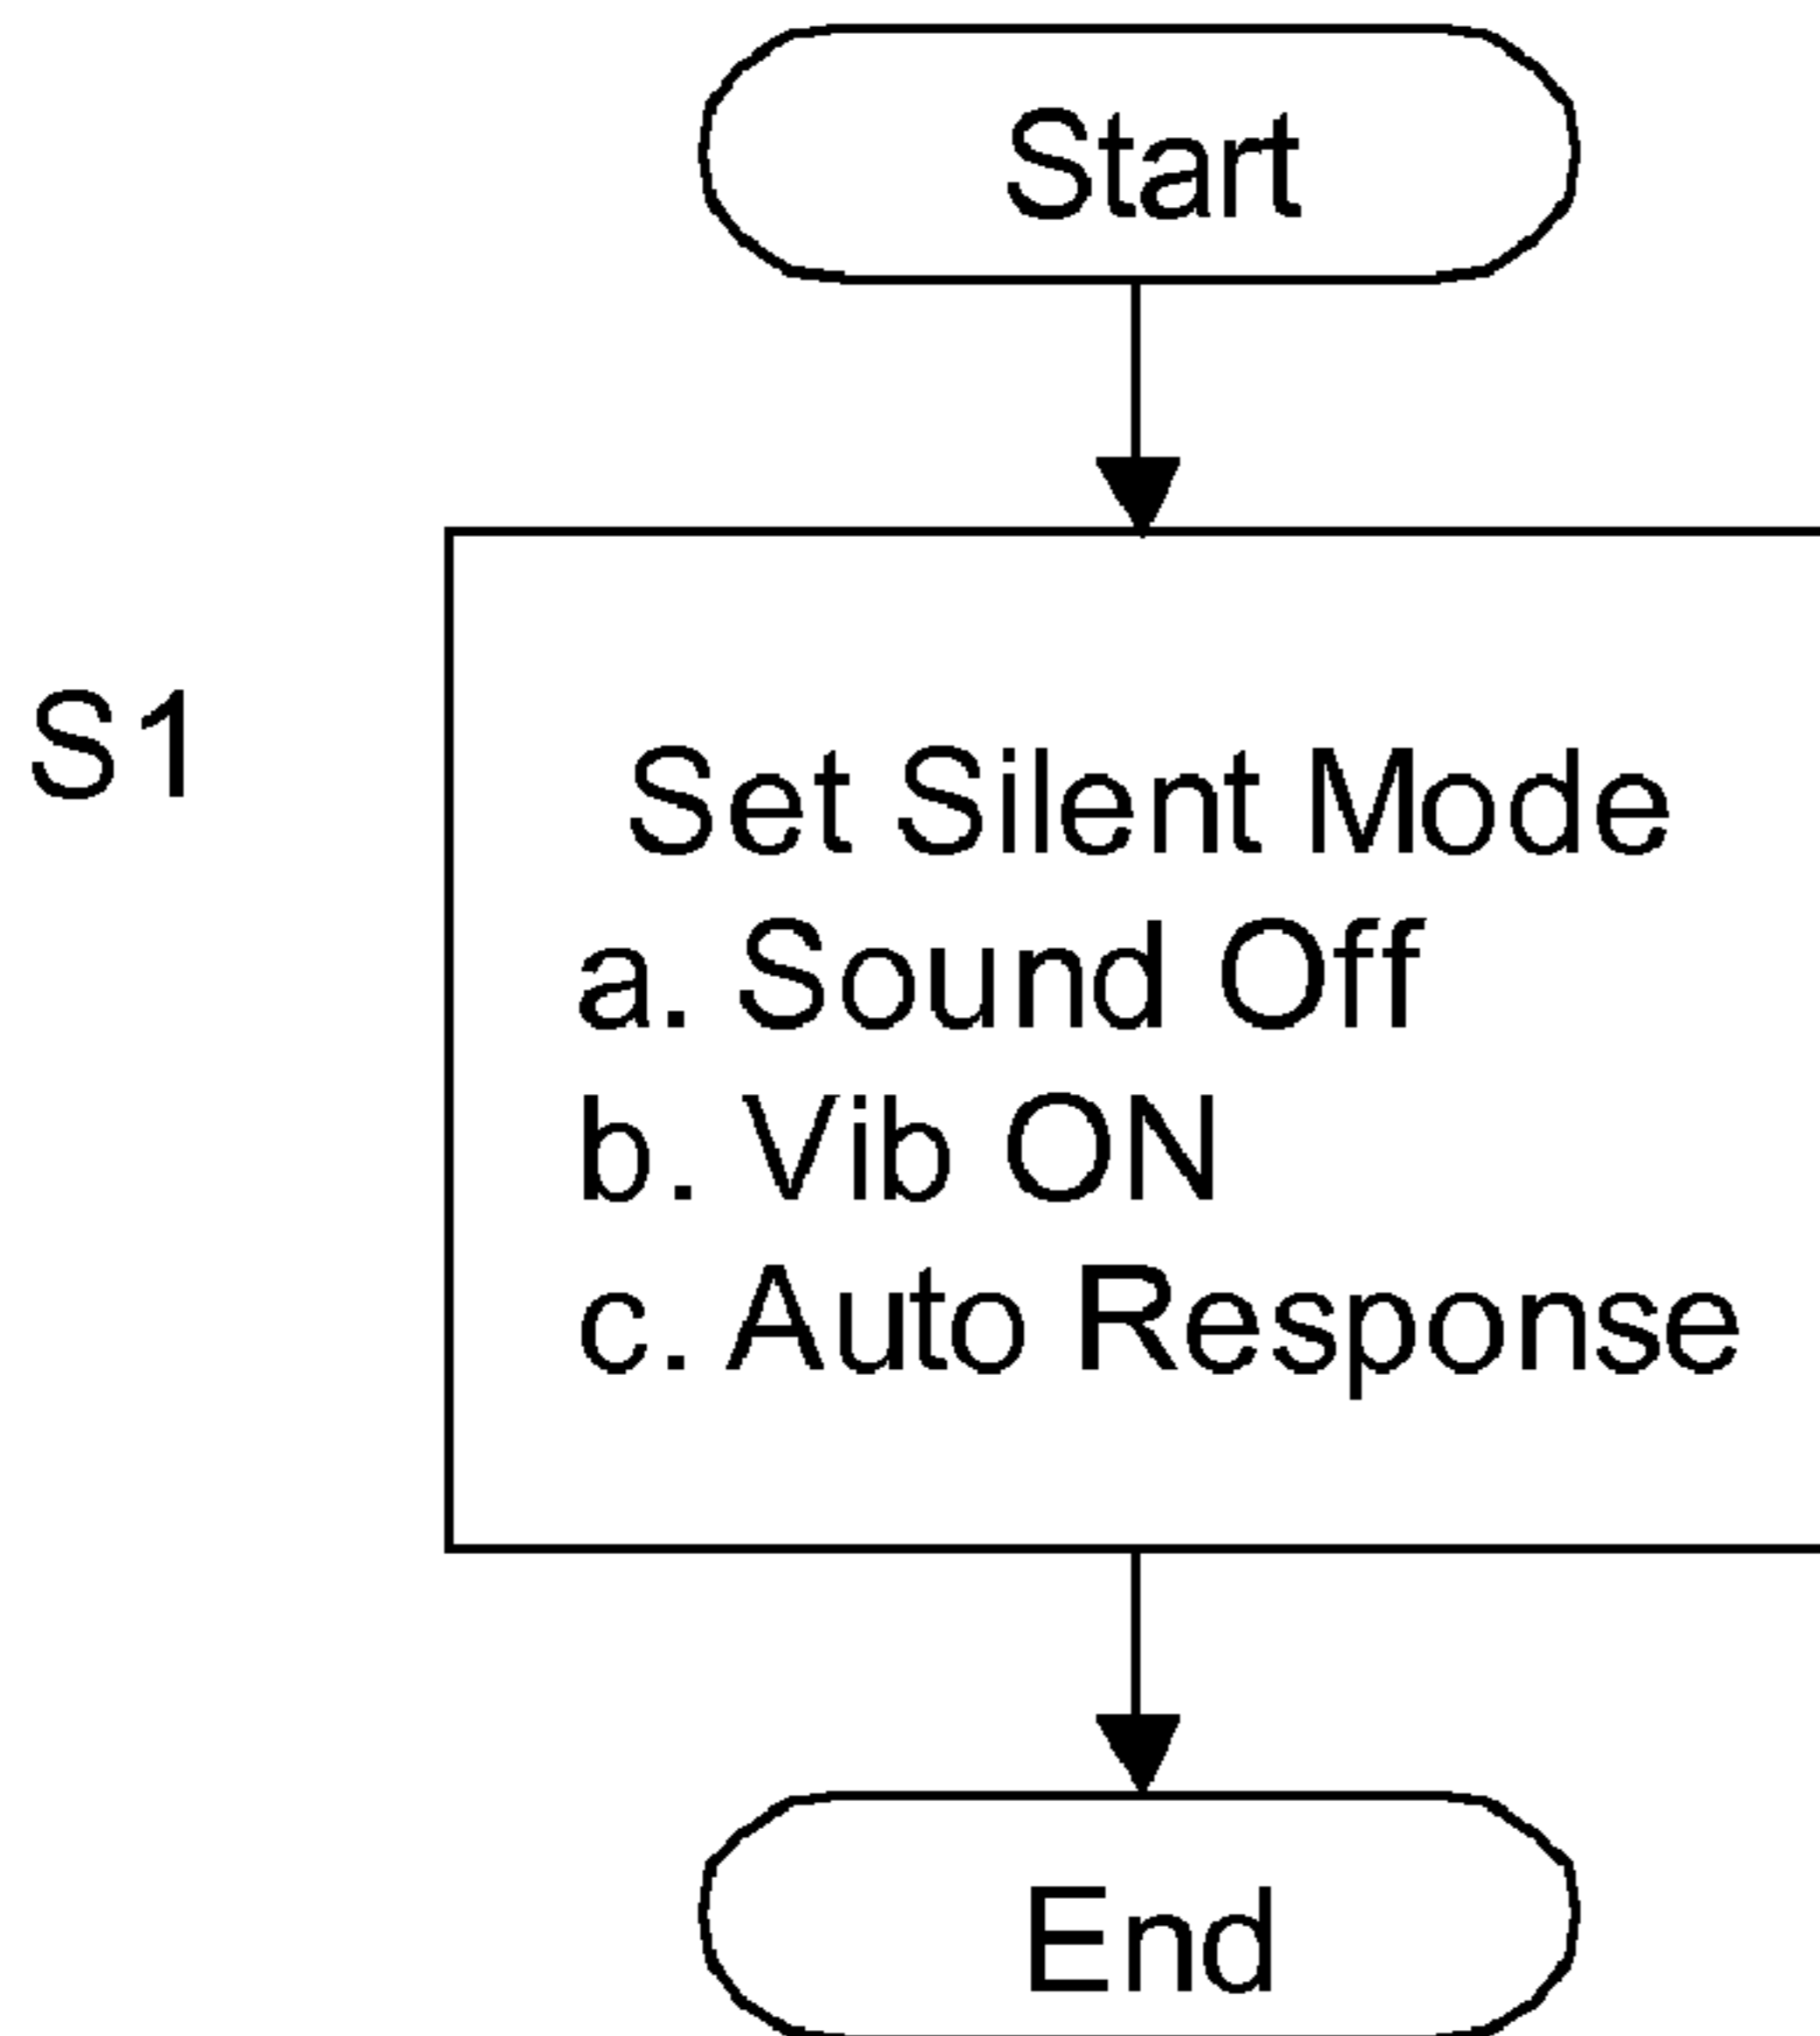 Start
S1
Set Silent Mode
a. Sound Off
b. Vib ON
c. Auto Response
End